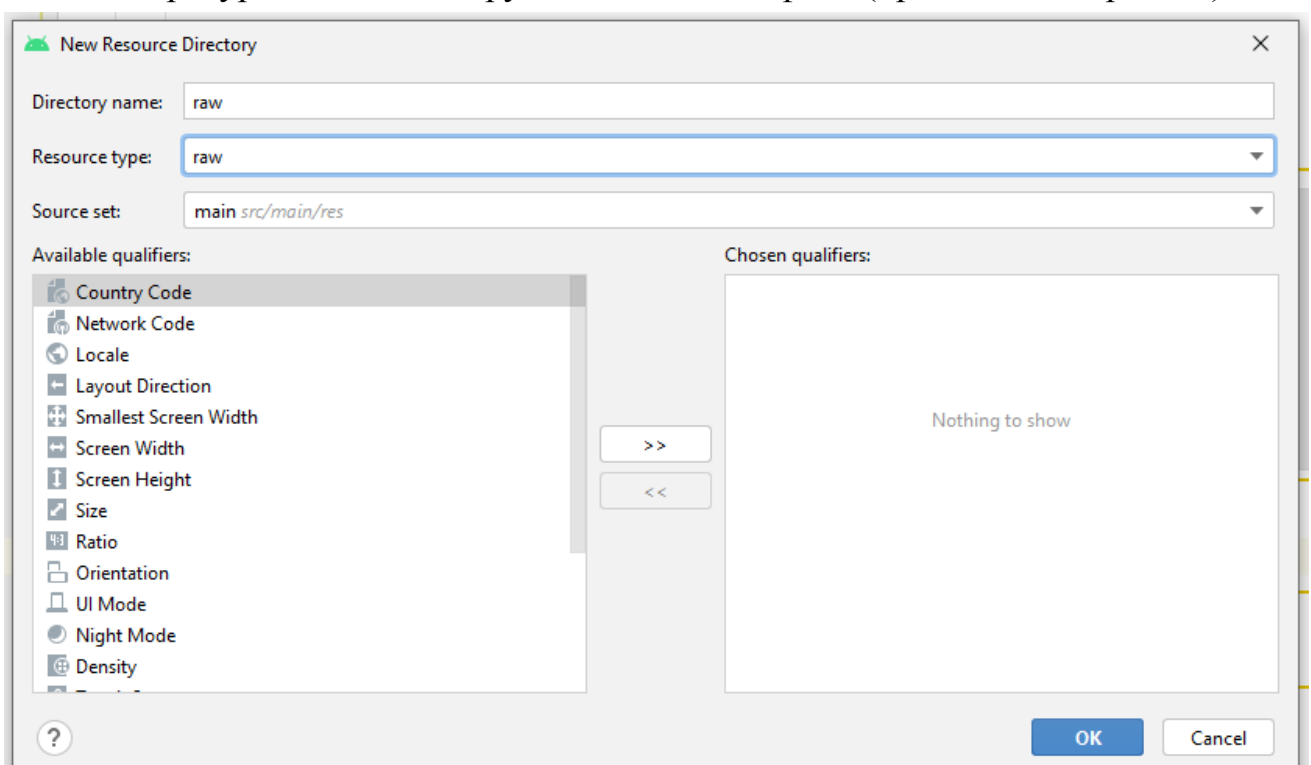 New Resource Directory
Directory name: raw
Resource type: raw
Source set: main src/main/res
Available qualifiers:
Chosen qualifiers:
Country Code
Network Code
Locale
Layout Direction
Smallest Screen Width
Screen Width
Screen Height
Size
Ratio
Orientation
UI Mode
Night Mode
Density
Nothing to show
>>
<<
?
OK
Cancel